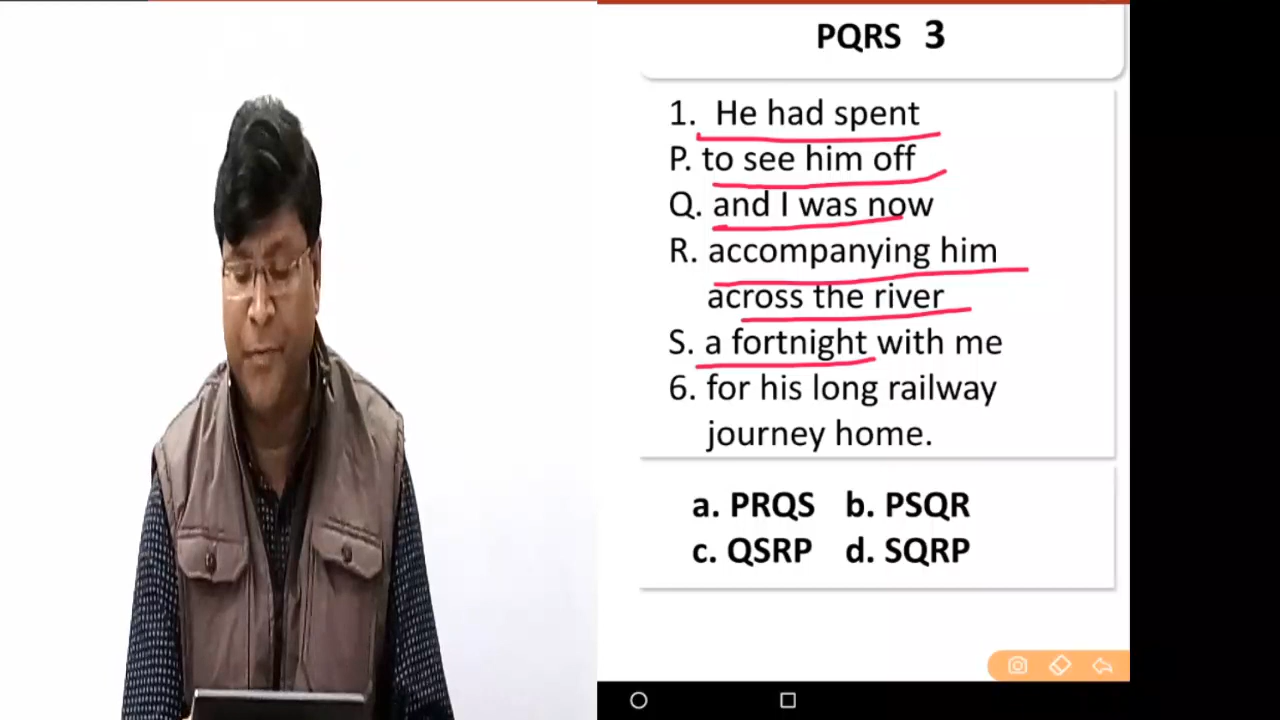 PQRS 3
1. He had spent
P. to see him off
Q. and I was now
R. accompanying him
across the river
S. a fortnight with me
6. for his long railway
journey home.
a. PRQS b. PSQR
c. QSRP d. SQRP